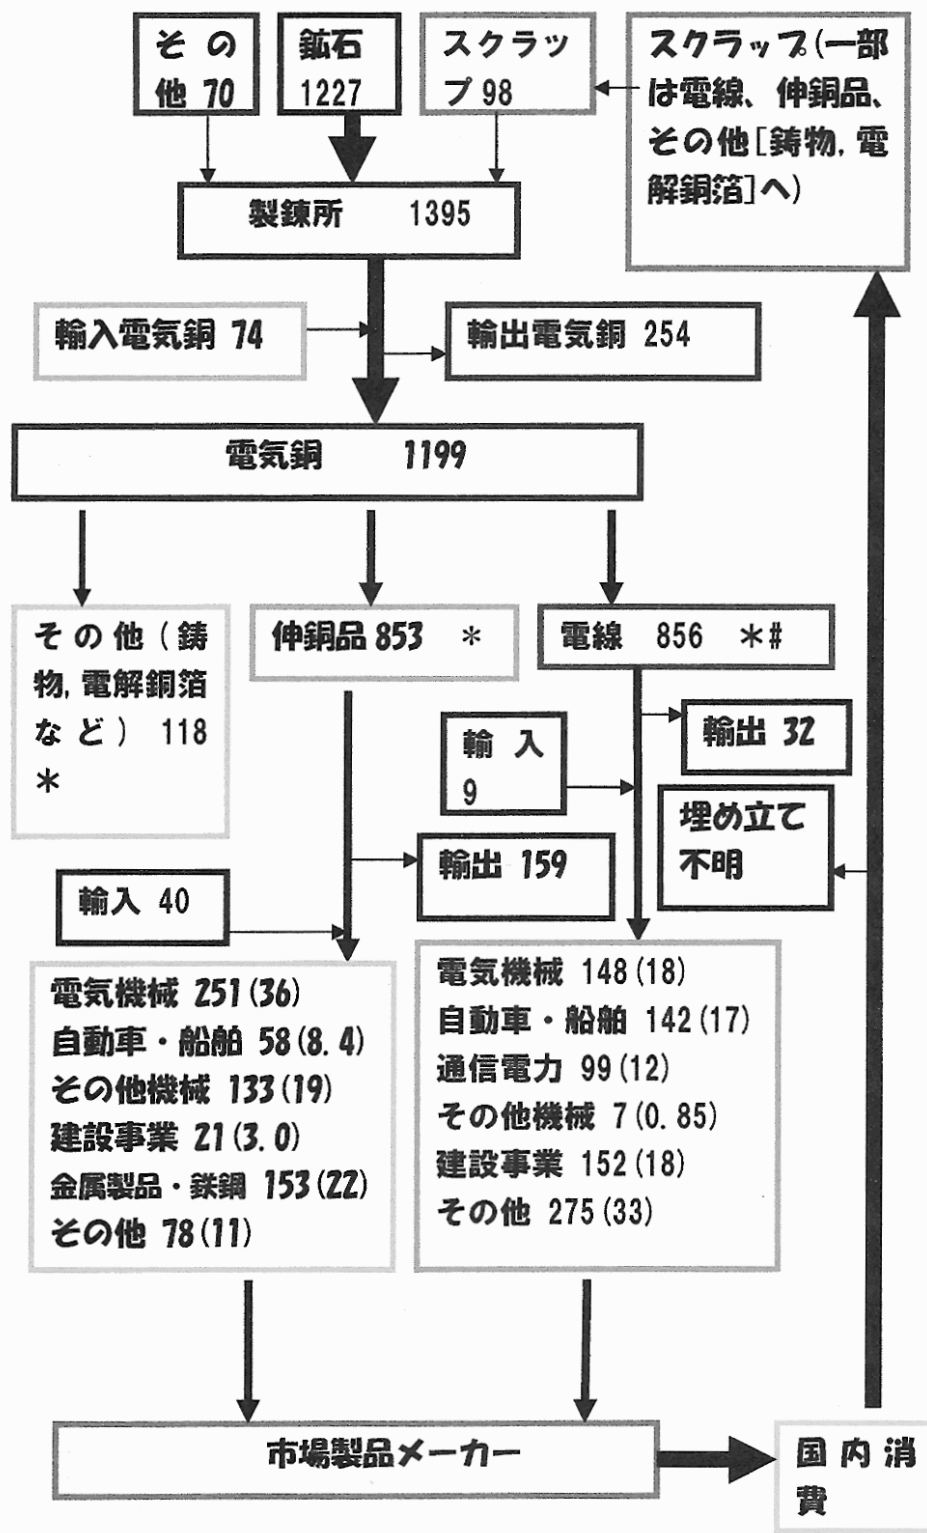 その
他 70
鉱石
1227
スクラッ
プ 98
スクラップ(一部
は電線、伸銅品、
その他[鋳物, 電
解銅箔]へ)
製錬所 1395
輸入電気銅 74
輸出電気銅 254
電気銅 1199
その他(鋳
物, 電解銅箔
など) 118
＊
伸銅品 853 ＊
電線 856 ＊#
輸入
9
輸出 32
埋め立て
不明
輸出 159
輸入 40
電気機械 251(36)
自動車・船舶 58(8.4)
その他機械 133(19)
建設事業 21(3.0)
金属製品・鉄鋼 153(22)
その他 78(11)
電気機械 148(18)
自動車・船舶 142(17)
通信電力 99(12)
その他機械 7(0.85)
建設事業 152(18)
その他 275(33)
市場製品メーカー
国内消
費